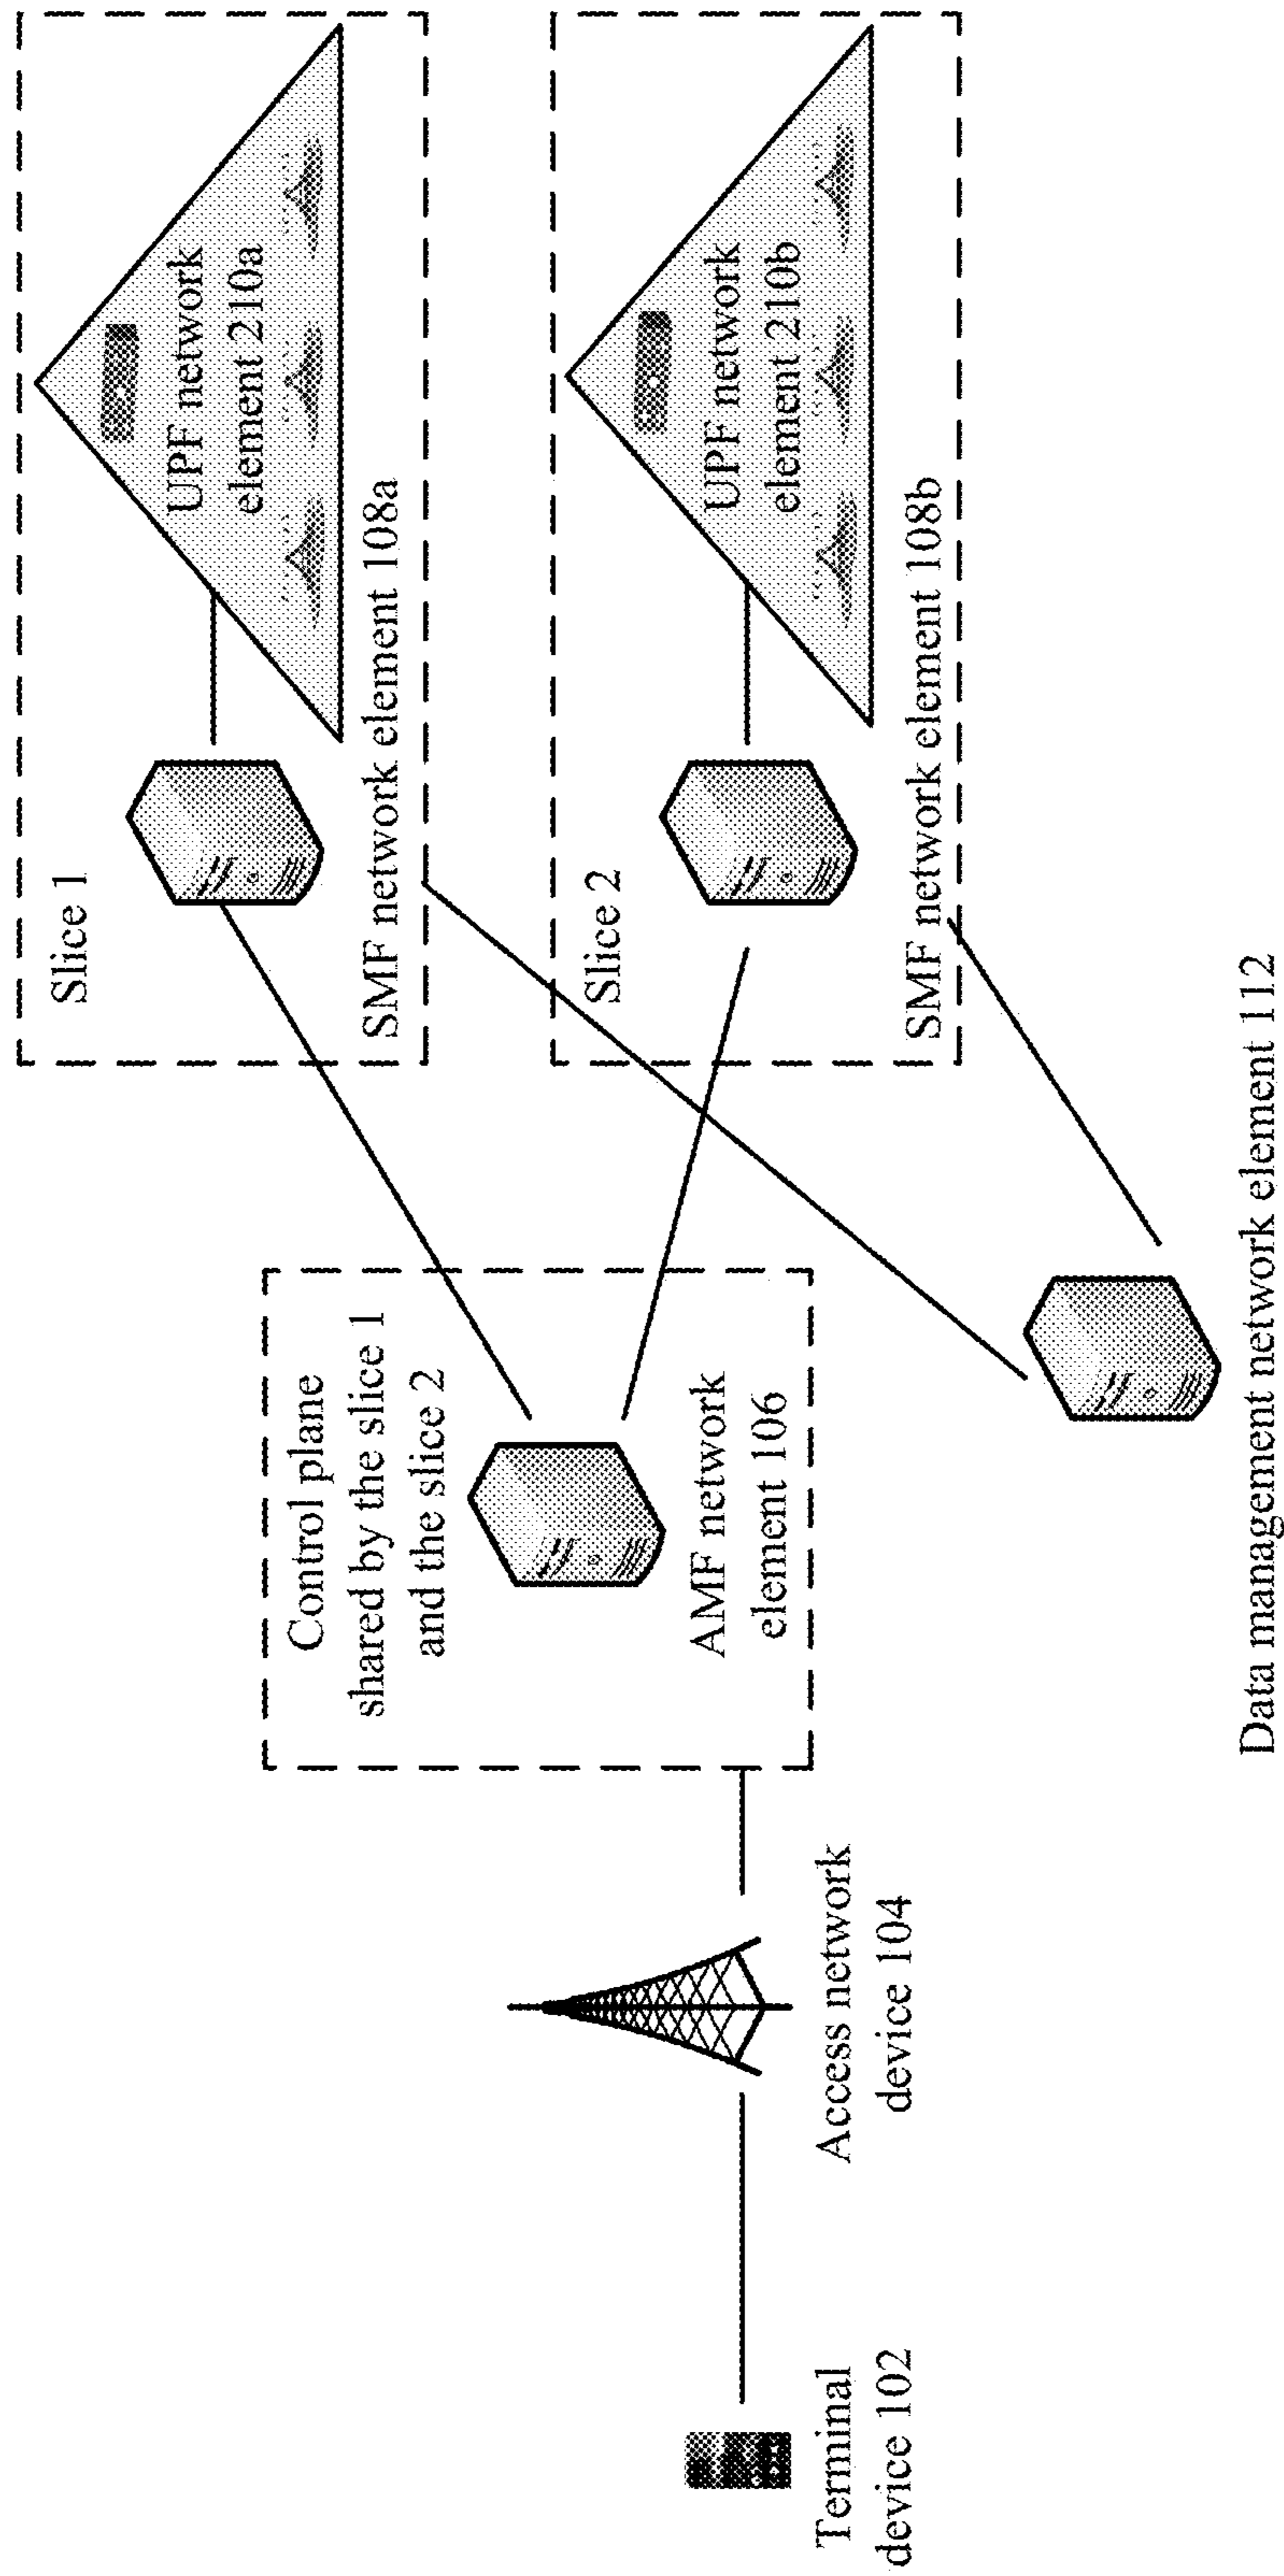 Slice 1
UPF network
element 210a
SMF network element 108a
Control plane
shared by the slice 1
and the slice 2
AMF network
element 106
Slice 2
UPF network
element 210b
SMF network element 108b
Terminal
device 102
Access network
device 104
Data management network element 112